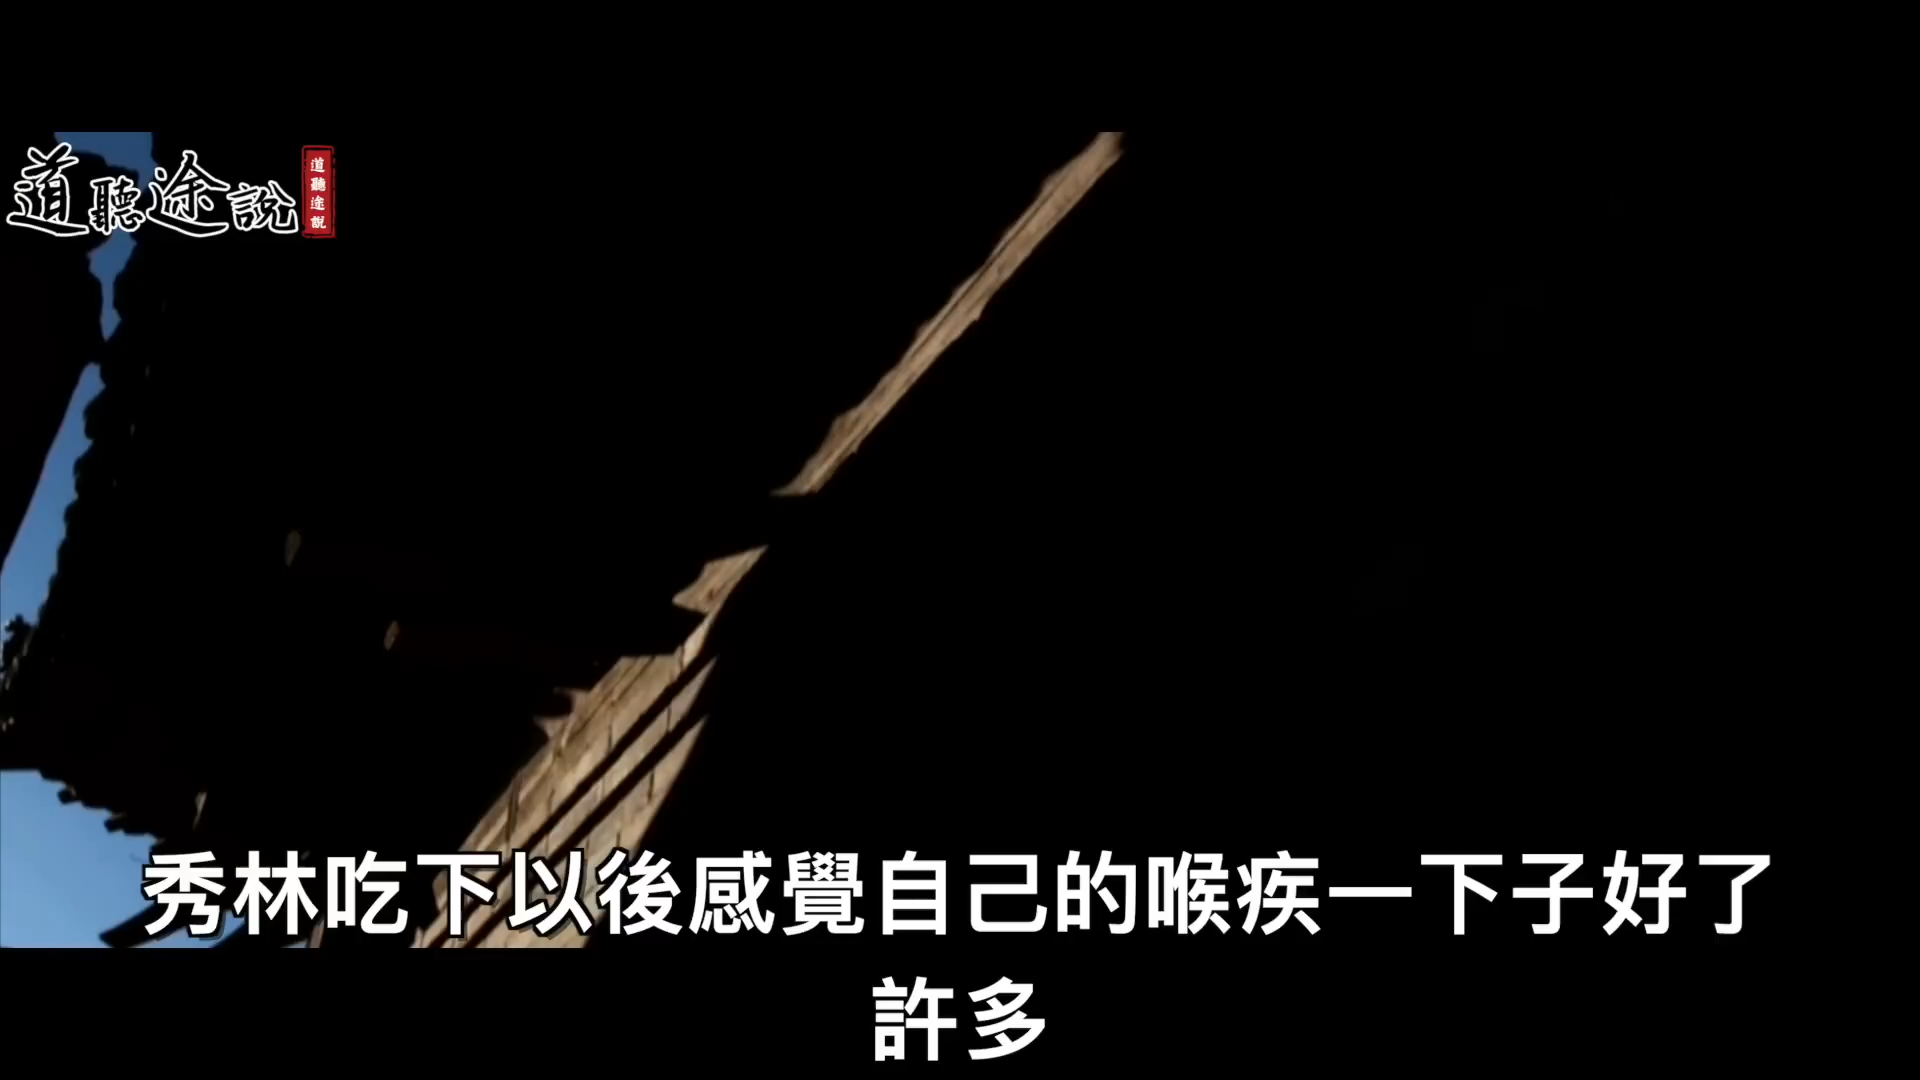 道聽途說
道聽途說
秀林吃下以後感覺自己的喉疾一下子好了
許多